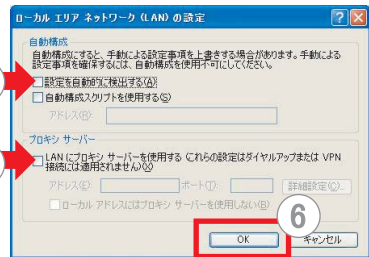 ローカル エリア ネットワーク (LAN) の設定
自動構成
自動構成にすると、手動による設定事項を上書きする場合があります。手動による
設定事項を確保するには、自動構成を使用不可にしてください。
設定を自動的に検出する(A)
自動構成スクリプトを使用する(S)
アドレス(R):
プロキシ サーバー
LAN にプロキシ サーバーを使用する (これらの設定はダイヤルアップまたは VPN
接続には適用されません)(X)
アドレス(E): ポート(T): 詳細設定(C)...
ローカル アドレスにはプロキシ サーバーを使用しない(B)
6
OK キャンセル